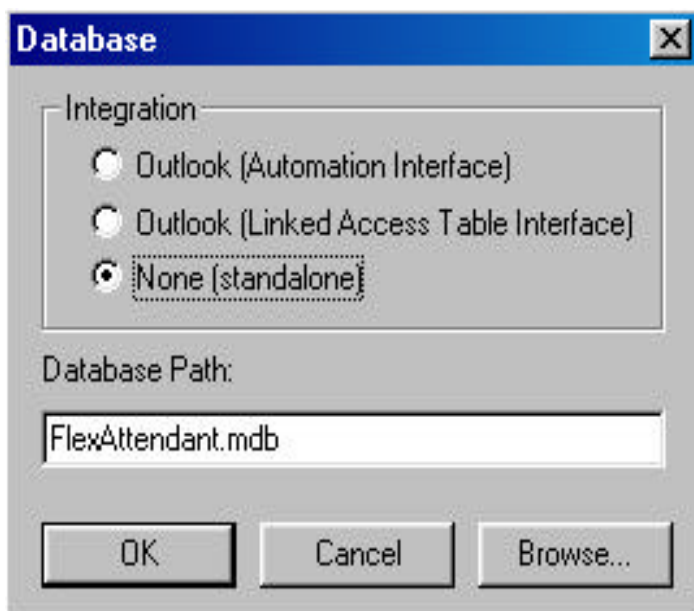 Database
Integration
Outlook (Automation Interface)
Outlook (Linked Access Table Interface)
None (standalone)
Database Path:
FlexAttendant.mdb
OK Cancel Browse...